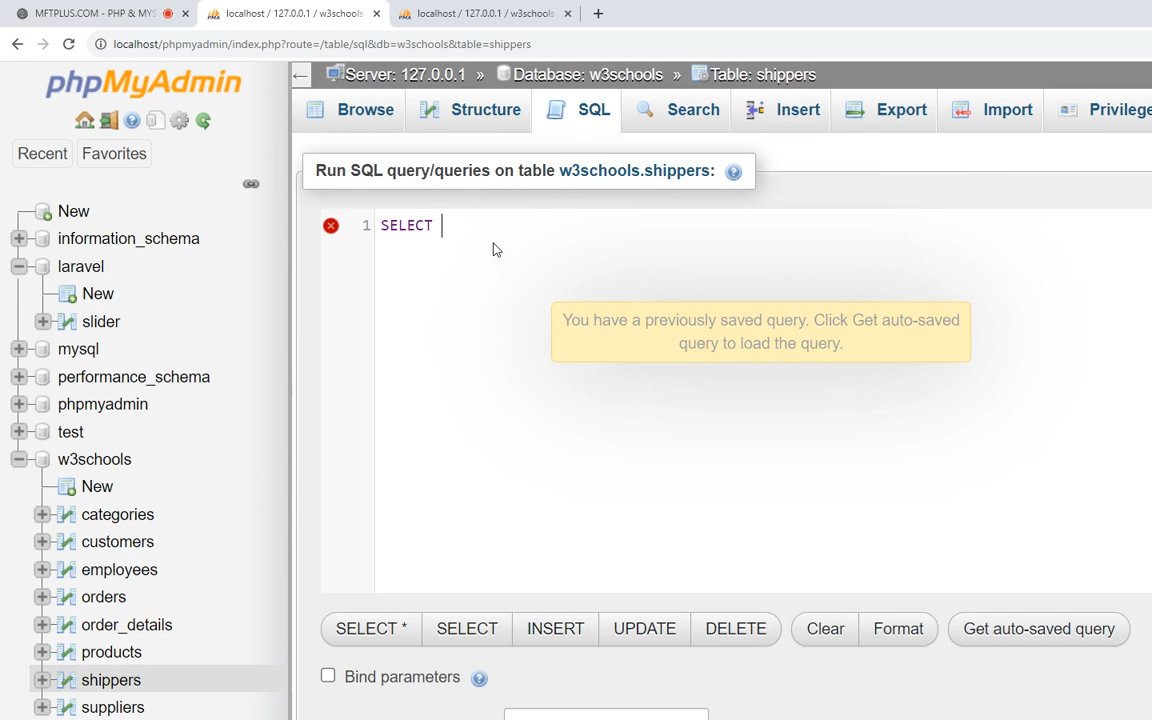 MFTPLUS.COM - PHP & MYS
localhost / 127.0.0.1 / w3schools
localhost / 127.0.0.1 / w3schools
localhost/phpmyadmin/index.php?route=/table/sql&db=w3schools&table=shippers
phpMyAdmin
Recent
Favorites
New
information_schema
laravel
New
slider
mysql
performance_schema
phpmyadmin
test
w3schools
New
categories
customers
employees
orders
order_details
products
shippers
suppliers
Server: 127.0.0.1 » Database: w3schools » Table: shippers
Browse
Structure
SQL
Search
Insert
Export
Import
Privilege
Run SQL query/queries on table w3schools.shippers:
1 SELECT
You have a previously saved query. Click Get auto-saved
query to load the query.
SELECT *
SELECT
INSERT
UPDATE
DELETE
Clear
Format
Get auto-saved query
Bind parameters